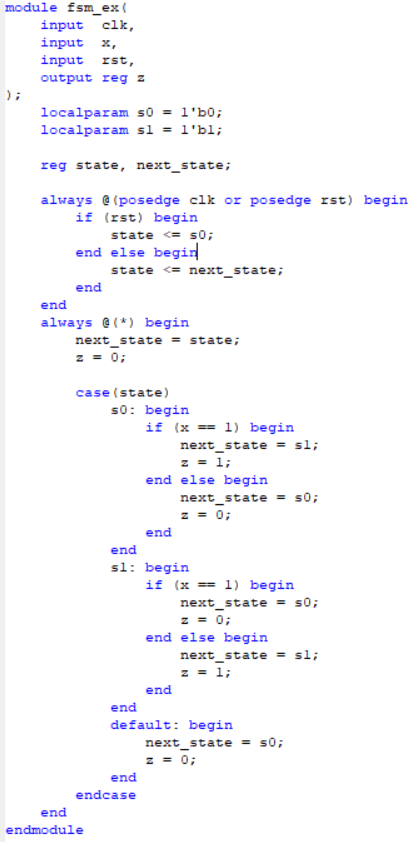 module fsm_ex(
    input  clk,
    input  x,
    input  rst,
    output reg z
);
    localparam s0 = 1'b0;
    localparam s1 = 1'b1;

    reg state, next_state;

    always @(posedge clk or posedge rst) begin
        if (rst) begin
            state <= s0;
        end else begin
            state <= next_state;
        end
    end
    always @(*) begin
        next_state = state;
        z = 0;

        case(state)
            s0: begin
                if (x == 1) begin
                    next_state = s1;
                    z = 1;
                end else begin
                    next_state = s0;
                    z = 0;
                end
            end
            s1: begin
                if (x == 1) begin
                    next_state = s0;
                    z = 0;
                end else begin
                    next_state = s1;
                    z = 1;
                end
            end
            default: begin
                next_state = s0;
                z = 0;
            end
        endcase
    end
endmodule